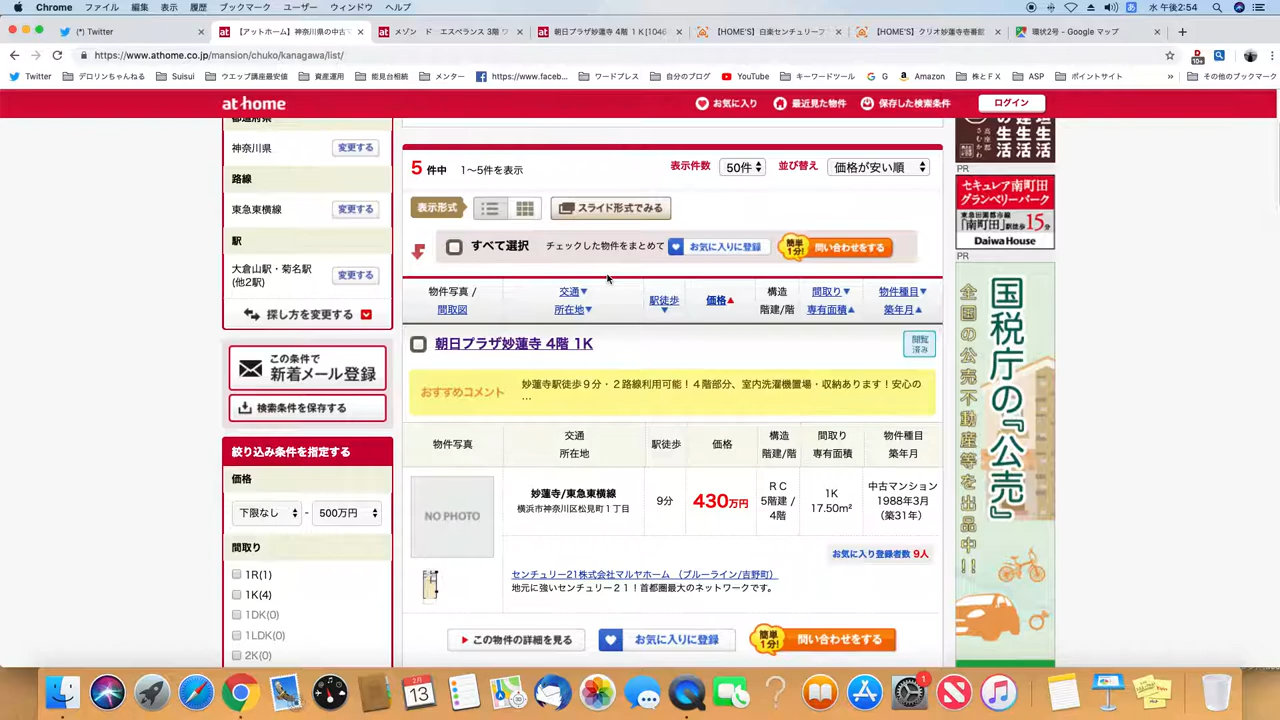 Chrome ファイル 編集 表示 履歴 ブックマーク ユーザー ウィンドウ ヘルプ 水 午後2:54
(*) Twitter
【アットホーム】神奈川県の中古マ
メゾン ド エスペランス 3階 ワ
朝日プラザ妙蓮寺 4階 1K[1046
【HOME'S】白楽センチュリーフ
【HOME'S】クリオ妙蓮寺壱番館
環状2号 - Google マップ
https://www.athome.co.jp/mansion/chuko/kanagawa/list/
Twitter デロリンちゃんねる Suisui ウエッブ講座最安値 資産運用 能見台相続 メンター https://www.faceb... ワードプレス 自分のブログ YouTube キーワードツール G Amazon 株とFX ASP ポイントサイト その他のブックマーク
at home お気に入り 最近見た物件 保存した検索条件 ログイン
都道府県
神奈川県 変更する
路線
東急東横線 変更する
駅
大倉山駅・菊名駅
(他2駅) 変更する
探し方を変更する
この条件で
新着メール登録
検索条件を保存する
絞り込み条件を指定する
価格
下限なし - 500万円
間取り
1R(1)
1K(4)
1DK(0)
1LDK(0)
2K(0)
5件中 1〜5件を表示 表示件数 50件 並び替え 価格が安い順
表示形式 スライド形式でみる
すべて選択 チェックした物件をまとめて お気に入りに登録 簡単1分! 問い合わせをする
物件写真 /
間取図
交通▼
所在地▼
駅徒歩
▼
価格▲
構造
階建/階
間取り▼
専有面積▲
物件種目▼
築年月▲
朝日プラザ妙蓮寺 4階 1K 閲覧
済み
おすすめコメント 妙蓮寺駅徒歩9分・2路線利用可能!4階部分、室内洗濯機置場・収納あります!安心の
…
物件写真
交通
所在地
駅徒歩
価格
構造
階建/階
間取り
専有面積
物件種目
築年月
NO PHOTO
妙蓮寺/東急東横線
横浜市神奈川区松見町1丁目
9分
430万円
RC
5階建 /
4階
1K
17.50m²
中古マンション
1988年3月
(築31年)
お気に入り登録者数 9人
センチュリー21株式会社マルヤホーム (ブルーライン/吉野町)
地元に強いセンチュリー21!首都圏最大のネットワークです。
この物件の詳細を見る お気に入りに登録 簡単1分! 問い合わせをする
の生活
PR
セキュレア南町田
グランベリーパーク
東急田園都市線
「南町田」駅徒歩15分
DaiwaHouse
PR
国税庁の『公売』
全国の公売不動産等を出品中!!
10+
2月
13
1